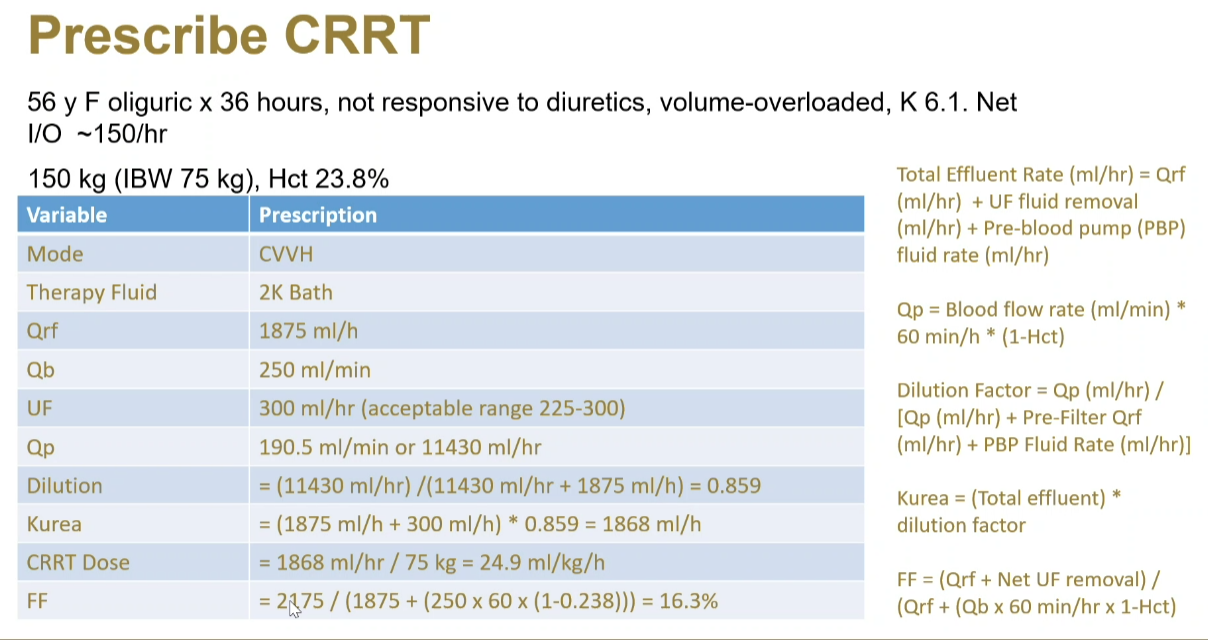 Prescribe CRRT
56 y F oliguric x 36 hours, not responsive to diuretics, volume-overloaded, K 6.1. Net
I/O ~150/hr
150 kg (IBW 75 kg), Hct 23.8%
Variable Prescription
Mode CVVH
Therapy Fluid 2K Bath
Qrf 1875 ml/h
Qb 250 ml/min
UF 300 ml/hr (acceptable range 225-300)
Qp 190.5 ml/min or 11430 ml/hr
Dilution = (11430 ml/hr) /(11430 ml/hr + 1875 ml/h) = 0.859
Kurea = (1875 ml/h + 300 ml/h) * 0.859 = 1868 ml/h
CRRT Dose = 1868 ml/hr / 75 kg = 24.9 ml/kg/h
FF = 2175 / (1875 + (250 x 60 x (1-0.238))) = 16.3%
Total Effluent Rate (ml/hr) = Qrf
(ml/hr) + UF fluid removal
(ml/hr) + Pre-blood pump (PBP)
fluid rate (ml/hr)
Qp = Blood flow rate (ml/min) *
60 min/h * (1-Hct)
Dilution Factor = Qp (ml/hr) /
[Qp (ml/hr) + Pre-Filter Qrf
(ml/hr) + PBP Fluid Rate (ml/hr)]
Kurea = (Total effluent) *
dilution factor
FF = (Qrf + Net UF removal) /
(Qrf + (Qb x 60 min/hr x 1-Hct)